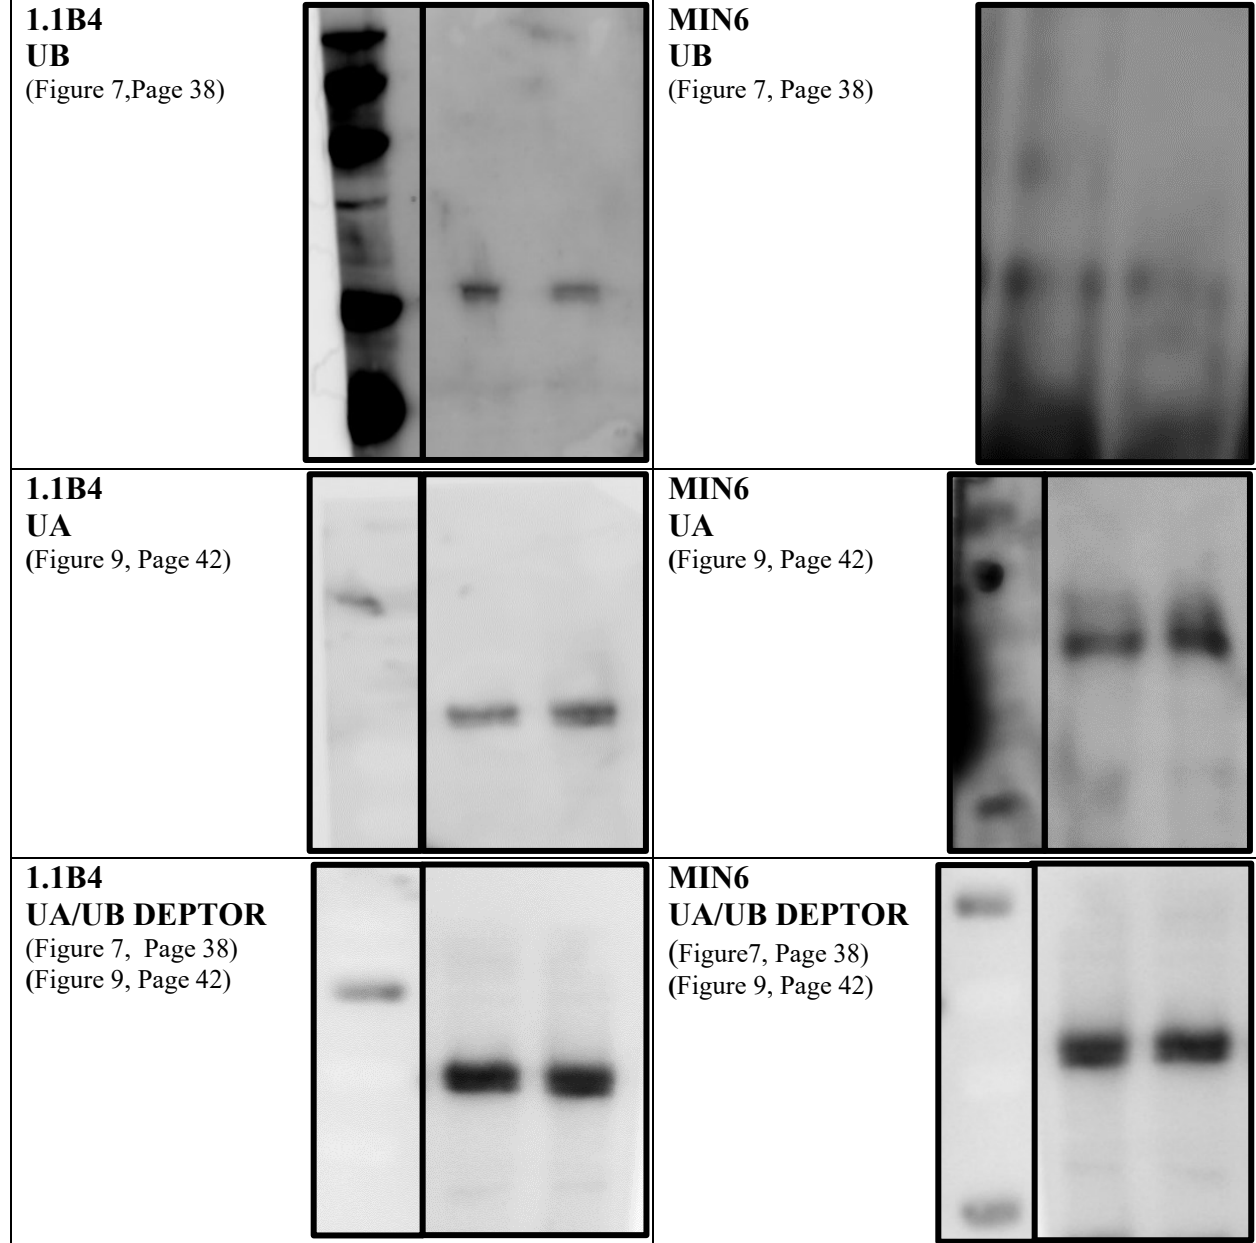 1.1B4
UB
(Figure 7,Page 38)
MIN6
UB
(Figure 7, Page 38)
1.1B4
UA
(Figure 9, Page 42)
MIN6
UA
(Figure 9, Page 42)
1.1B4
UA/UB DEPTOR
(Figure 7, Page 38)
(Figure 9, Page 42)
MIN6
UA/UB DEPTOR
(Figure7, Page 38)
(Figure 9, Page 42)